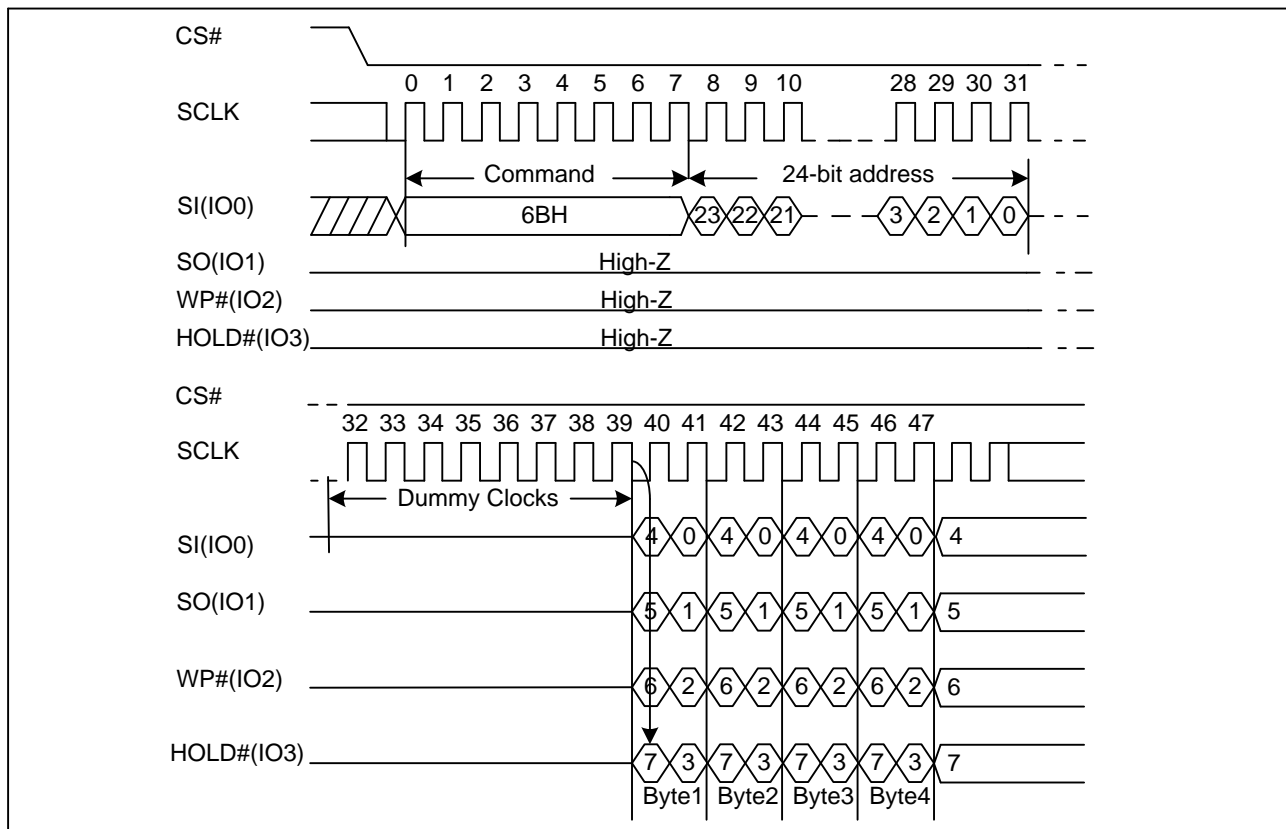 CS#
0 1 2 3 4 5 6 7 8 9 10 28 29 30 31
SCLK
Command 24-bit address
SI(IO0) 6BH 23 22 21 3 2 1 0
SO(IO1) High-Z
WP#(IO2) High-Z
HOLD#(IO3) High-Z
CS#
32 33 34 35 36 37 38 39 40 41 42 43 44 45 46 47
SCLK
Dummy Clocks
SI(IO0) 4 0 4 0 4 0 4 0 4
SO(IO1) 5 1 5 1 5 1 5 1 5
WP#(IO2) 6 2 6 2 6 2 6 2 6
HOLD#(IO3) 7 3 7 3 7 3 7 3 7
Byte1 Byte2 Byte3 Byte4